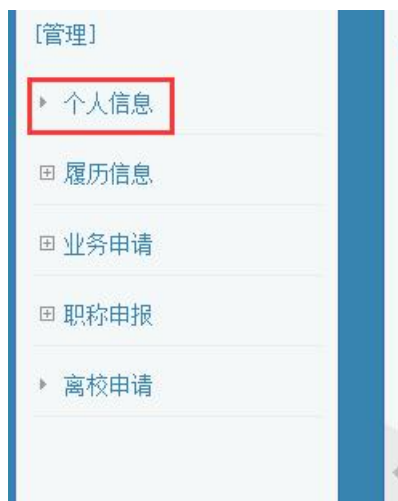 [管理]
个人信息
履历信息
业务申请
职称申报
离校申请